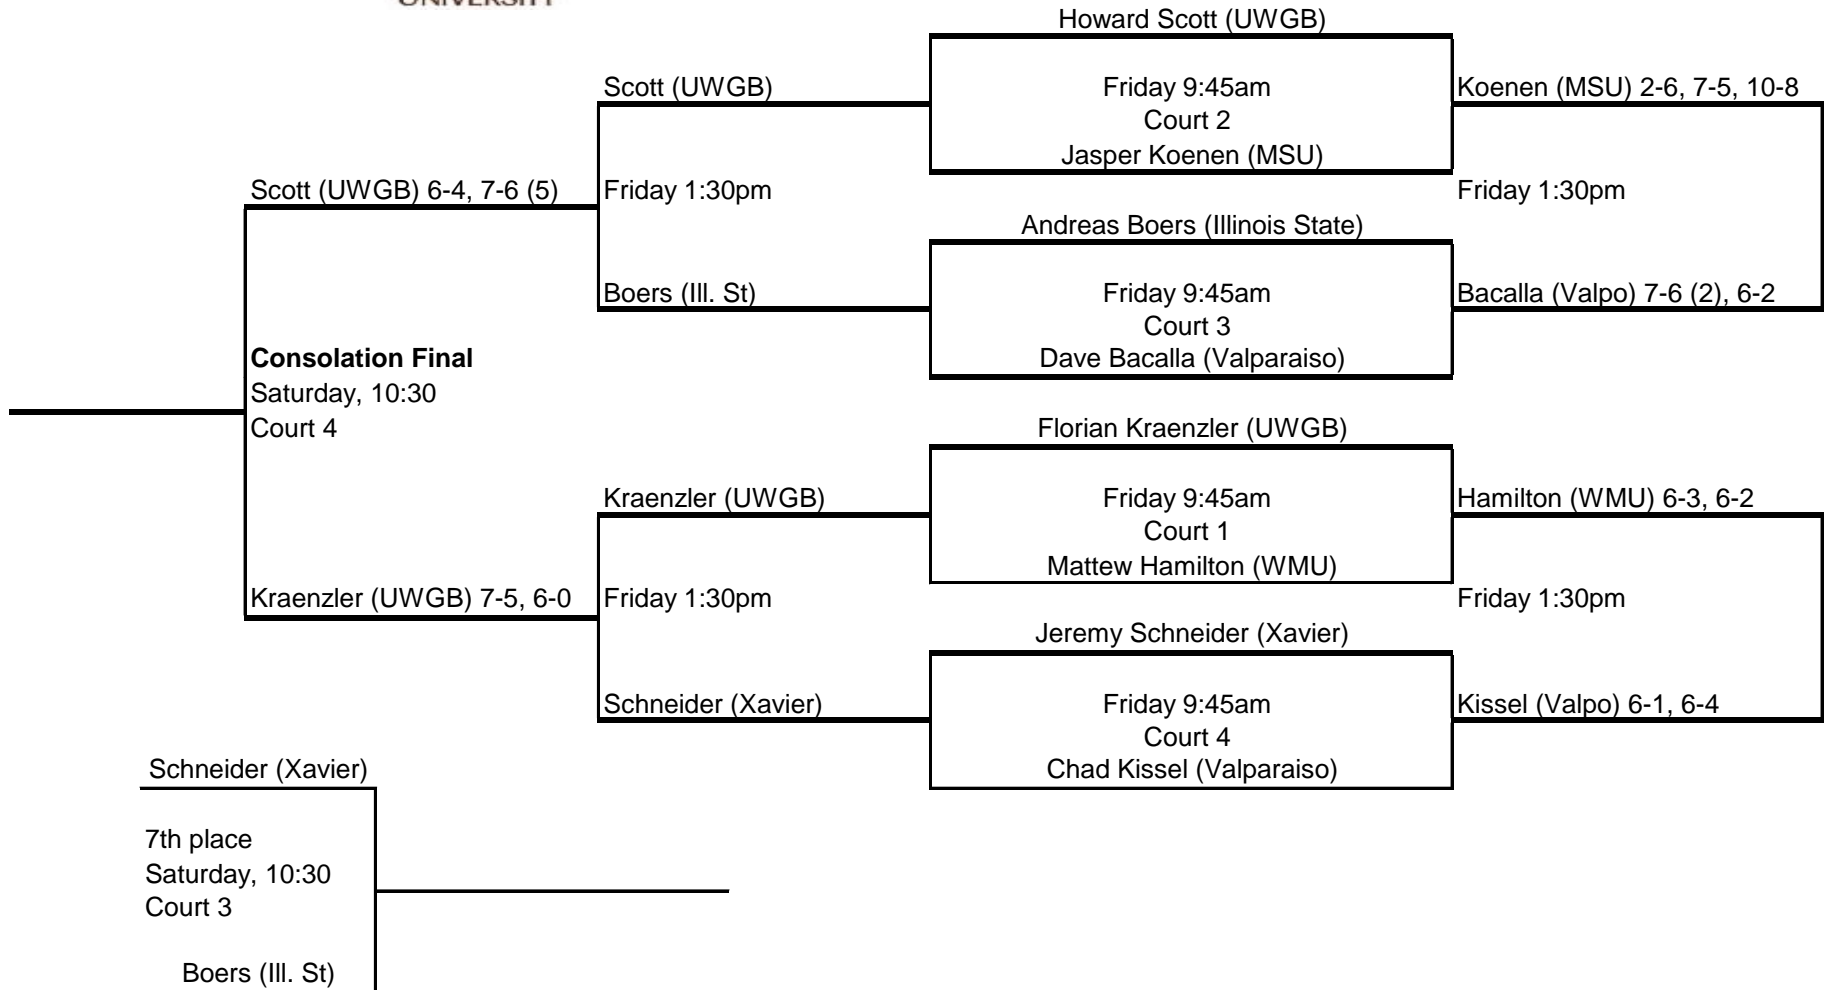 UNIVERSITY
Howard Scott (UWGB)
Scott (UWGB)
Friday 9:45am
Koenen (MSU) 2-6, 7-5, 10-8
Court 2
Jasper Koenen (MSU)
Scott (UWGB) 6-4, 7-6 (5)
Friday 1:30pm
Friday 1:30pm
Andreas Boers (Illinois State)
Boers (Ill. St)
Friday 9:45am
Bacalla (Valpo) 7-6 (2), 6-2
Court 3
Consolation Final
Dave Bacalla (Valparaiso)
Saturday, 10:30
Court 4
Florian Kraenzler (UWGB)
Kraenzler (UWGB)
Friday 9:45am
Hamilton (WMU) 6-3, 6-2
Court 1
Mattew Hamilton (WMU)
Kraenzler (UWGB) 7-5, 6-0
Friday 1:30pm
Friday 1:30pm
Jeremy Schneider (Xavier)
Schneider (Xavier)
Friday 9:45am
Kissel (Valpo) 6-1, 6-4
Court 4
Schneider (Xavier)
Chad Kissel (Valparaiso)
7th place
Saturday, 10:30
Court 3
Boers (Ill. St)